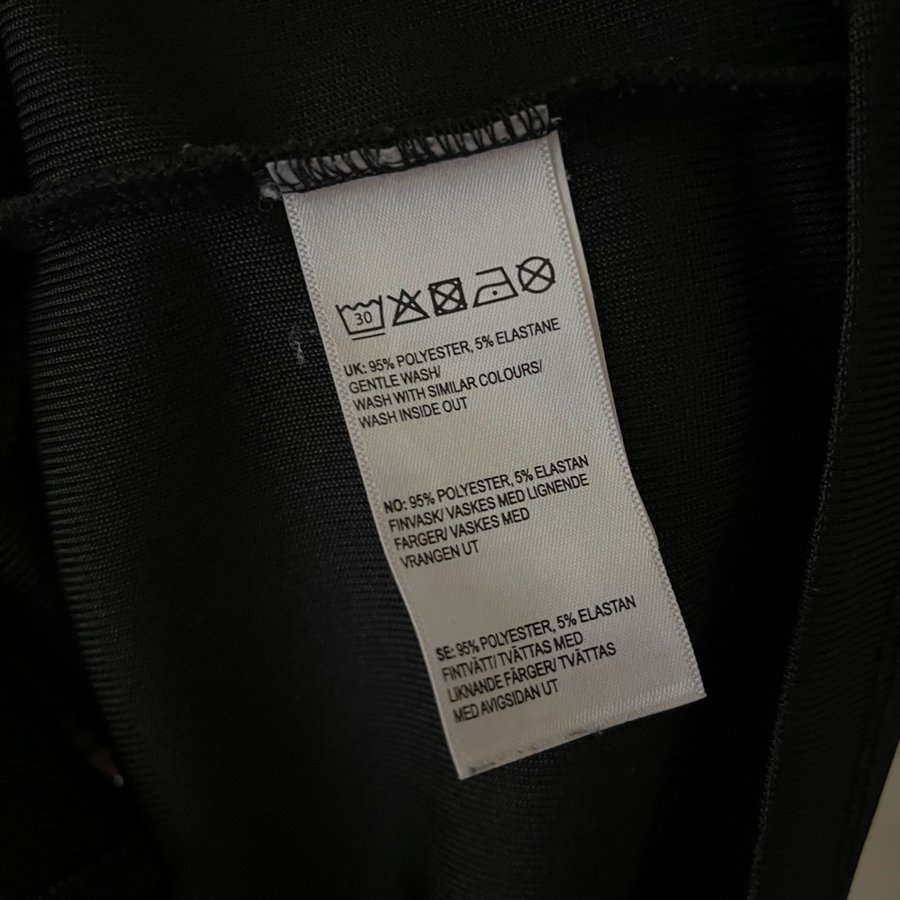 30
UK: 95% POLYESTER, 5% ELASTANE
GENTLE WASH/
WASH WITH SIMILAR COLOURS/
WASH INSIDE OUT
NO: 95% POLYESTER, 5% ELASTAN
FINVASK/ VASKES MED LIGNENDE
FARGER/ VASKES MED
VRANGEN UT
SE: 95% POLYESTER, 5% ELASTAN
FINTVÄTT/ TVÄTTAS MED
LIKNANDE FÄRGER/ TVÄTTAS
MED AVIGSIDAN UT